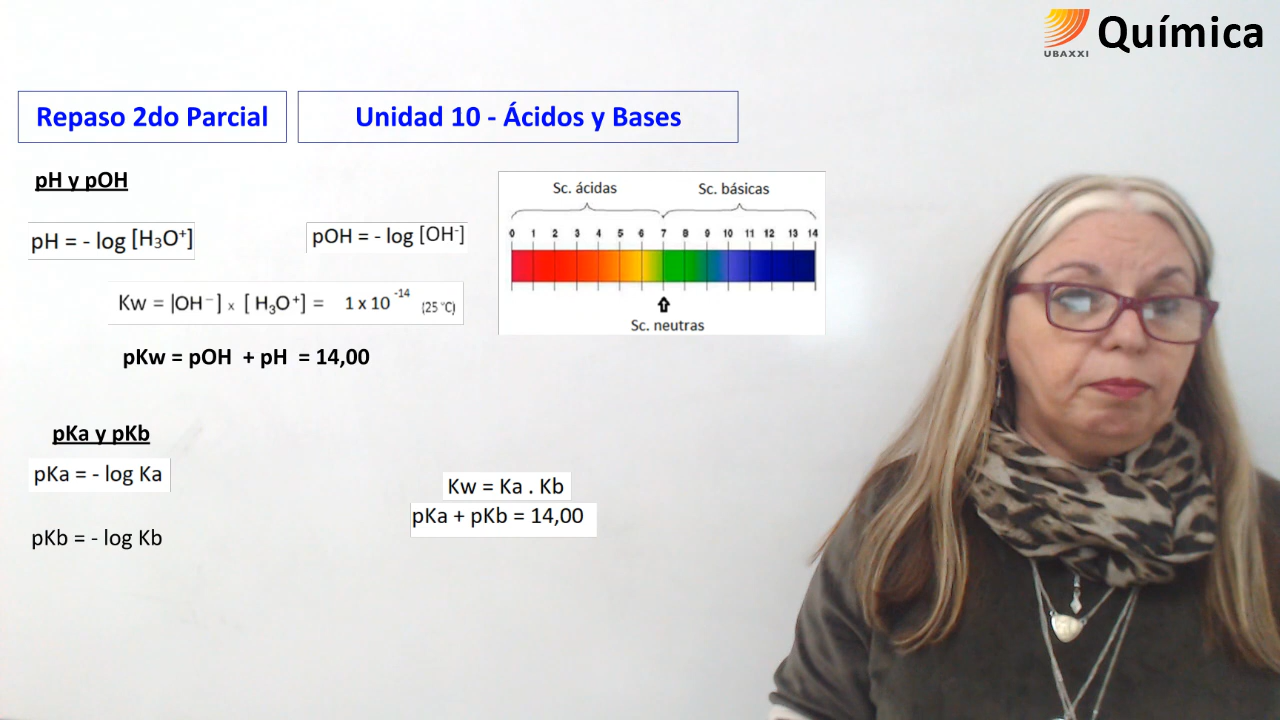 UBAXXI
Química
Repaso 2do Parcial
Unidad 10 - Ácidos y Bases
pH y pOH
pH = - log [H₃O⁺]
pOH = - log [OH⁻]
Kw = |OH⁻] x [ H₃O⁺] = 1 x 10⁻¹⁴ (25 °C)
pKw = pOH + pH = 14,00
Sc. ácidas Sc. básicas
0 1 2 3 4 5 6 7 8 9 10 11 12 13 14
Sc. neutras
pKa y pKb
pKa = - log Ka
pKb = - log Kb
Kw = Ka . Kb
pKa + pKb = 14,00